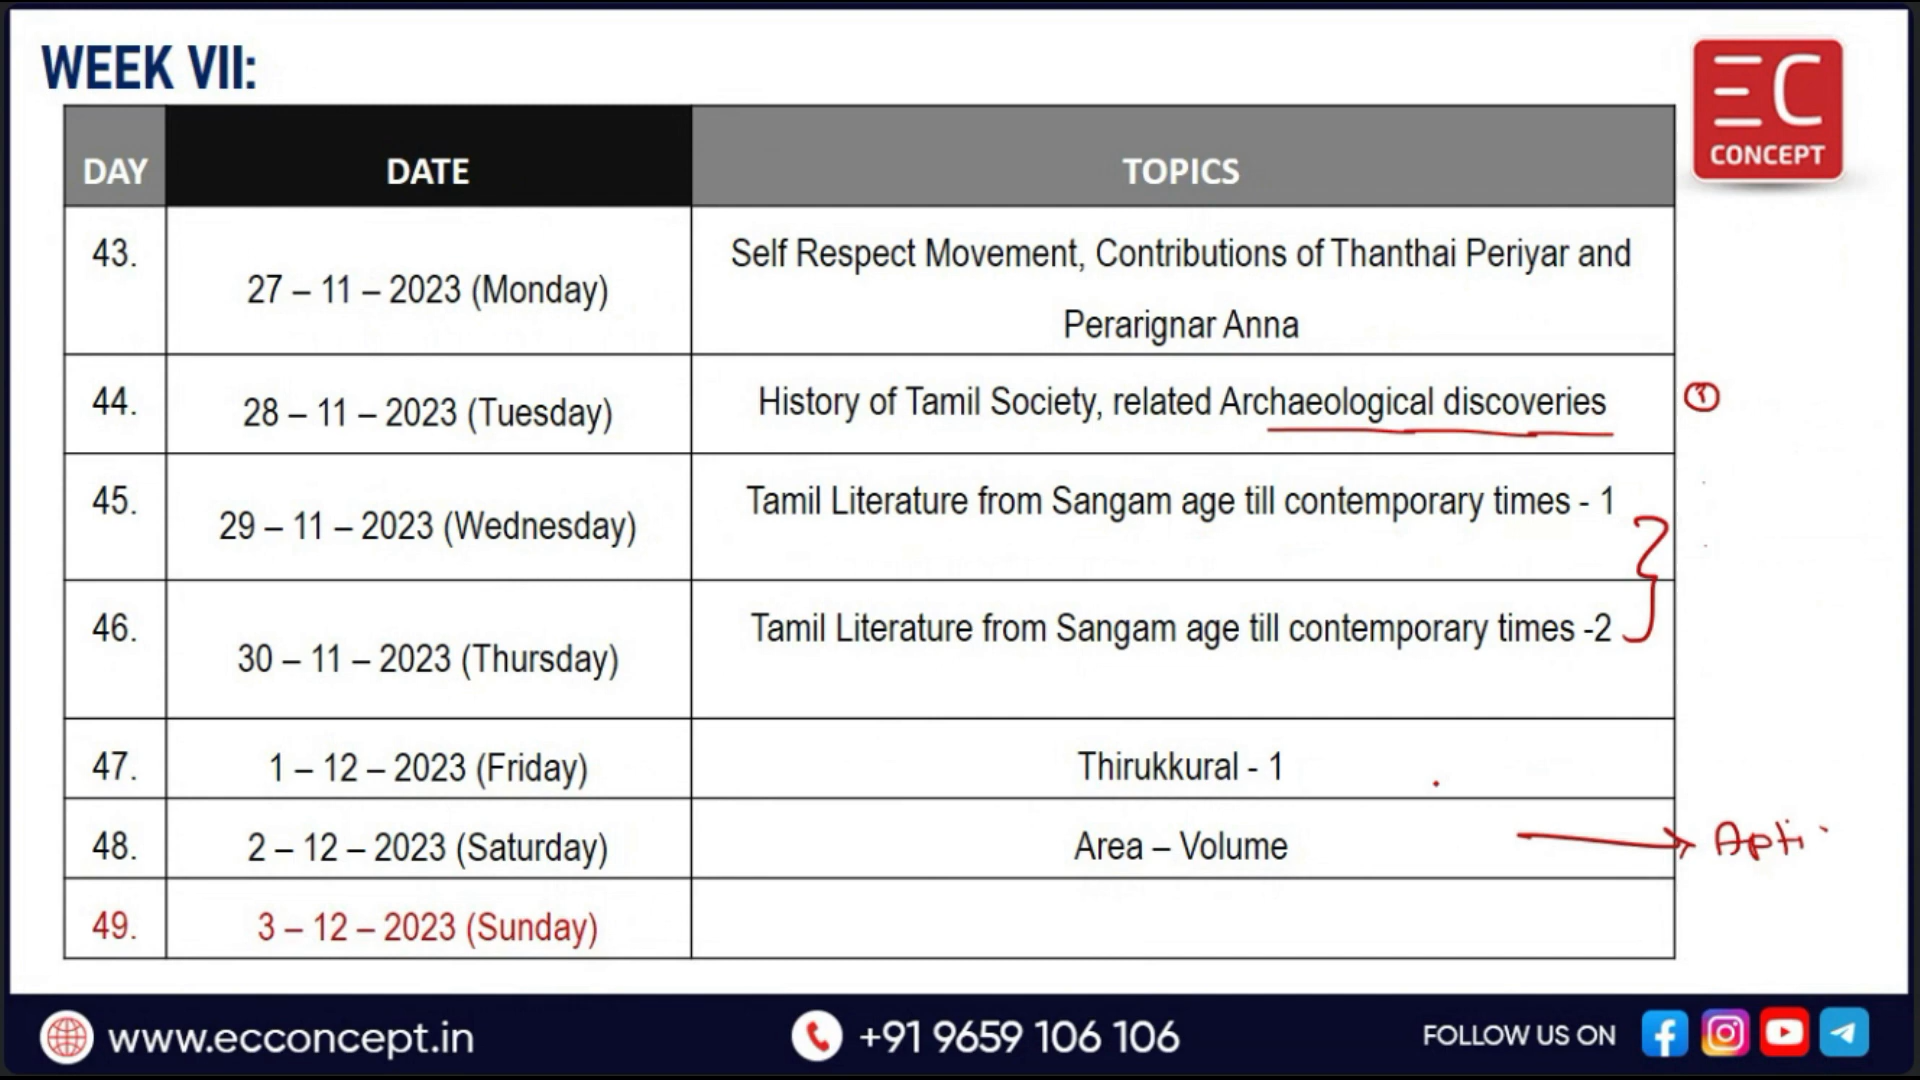 WEEK VII:
EC
CONCEPT
DAY DATE TOPICS
43. 27 – 11 – 2023 (Monday) Self Respect Movement, Contributions of Thanthai Periyar and
Perarignar Anna
44. 28 – 11 – 2023 (Tuesday) History of Tamil Society, related Archaeological discoveries
45. 29 – 11 – 2023 (Wednesday) Tamil Literature from Sangam age till contemporary times - 1
46. 30 – 11 – 2023 (Thursday) Tamil Literature from Sangam age till contemporary times -2
47. 1 – 12 – 2023 (Friday) Thirukkural - 1
48. 2 – 12 – 2023 (Saturday) Area – Volume Apti
49. 3 – 12 – 2023 (Sunday)
www.ecconcept.in +91 9659 106 106 FOLLOW US ON